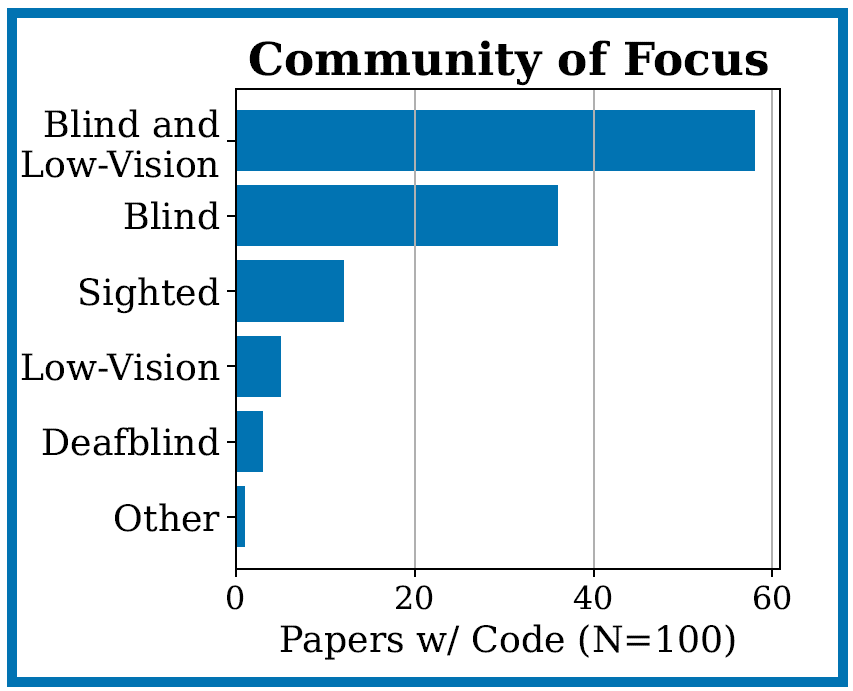 Community of Focus
Blind and
Low-Vision
Blind
Sighted
Low-Vision
Deafblind
Other
0 20 40 60
Papers w/ Code (N=100)